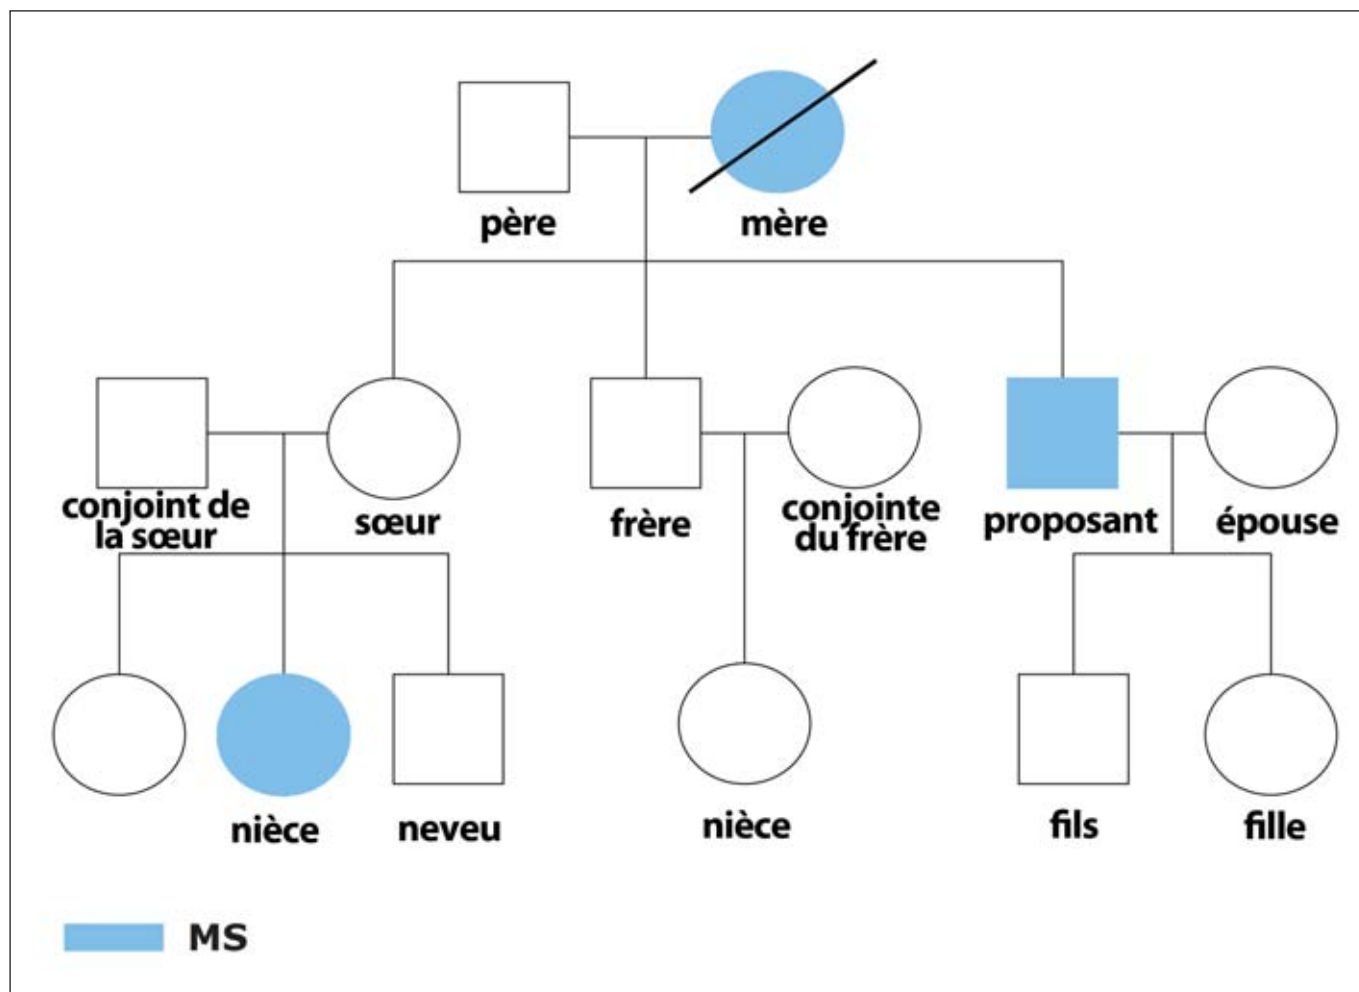 père
mère
conjoint de
la sœur
sœur
frère
conjointe
du frère
proposant
épouse
nièce
neveu
nièce
fils
fille
MS